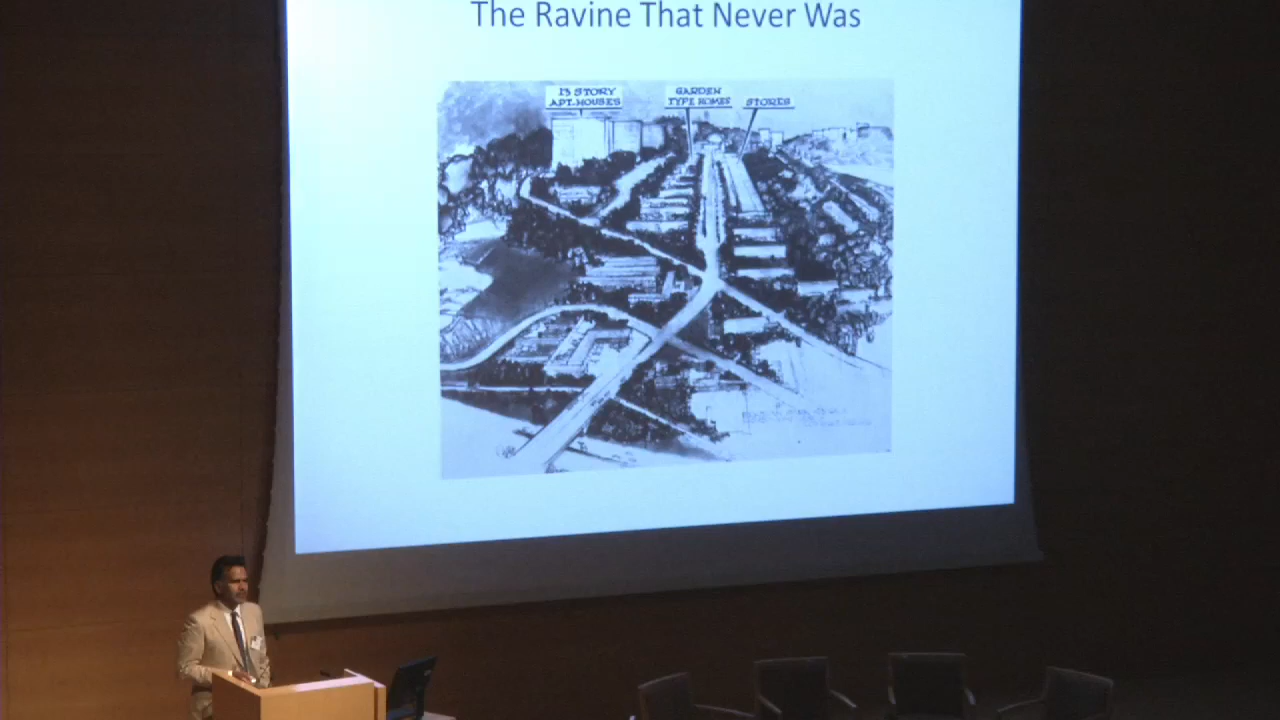 The Ravine That Never Was
13 STORY
APT. HOUSES
GARDEN
TYPE HOMES
STORES